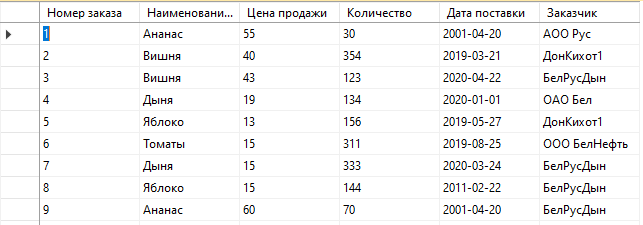 Номер заказа Наименовани... Цена продажи Количество Дата поставки Заказчик
1 Ананас 55 30 2001-04-20 АОО Рус
2 Вишня 40 354 2019-03-21 ДонКихот1
3 Вишня 43 123 2020-04-22 БелРусДын
4 Дыня 19 134 2020-01-01 ОАО Бел
5 Яблоко 13 156 2019-05-27 ДонКихот1
6 Томаты 15 311 2019-08-25 ООО БелНефть
7 Дыня 15 333 2020-03-24 БелРусДын
8 Яблоко 15 144 2011-02-22 БелРусДын
9 Ананас 60 70 2001-04-20 БелРусДын